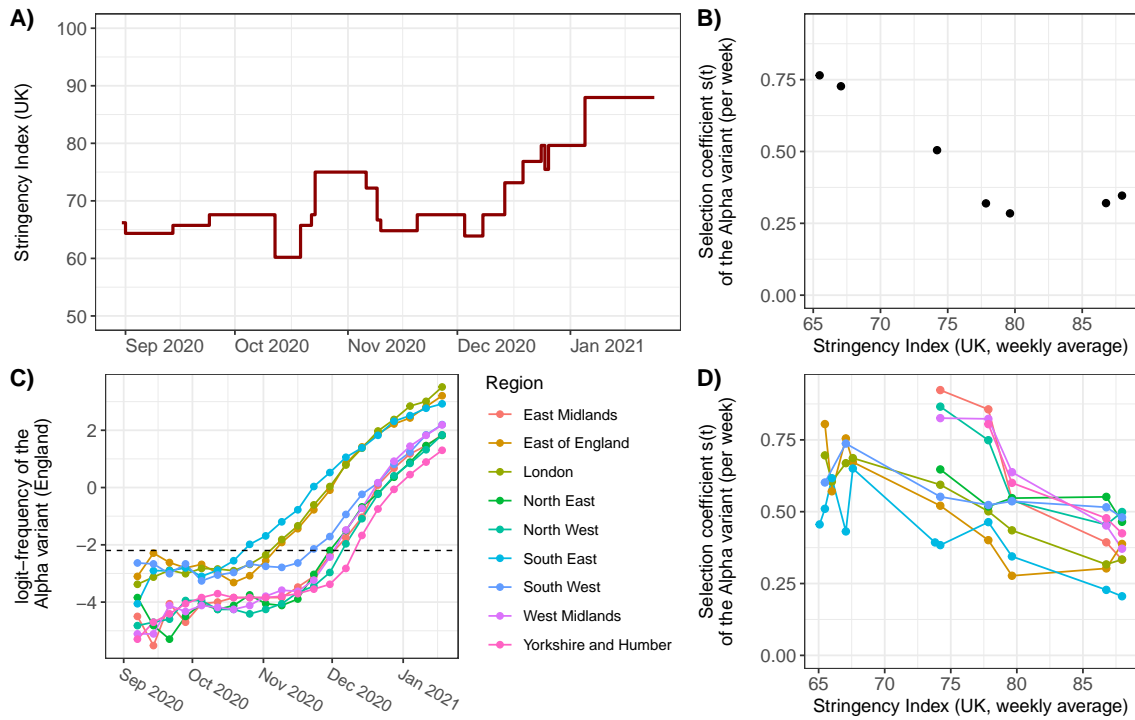 A)
Stringency Index (UK)
100
90
80
70
60
50
Sep 2020
Oct 2020
Nov 2020
Dec 2020
Jan 2021
B)
Selection coefficient s(t)
of the Alpha variant (per week)
0.75
0.50
0.25
0.00
65
70
75
80
85
Stringency Index (UK, weekly average)
C)
logit−frequency of the
Alpha variant (England)
2
0
−2
−4
Sep 2020
Oct 2020
Nov 2020
Dec 2020
Jan 2021
Region
East Midlands
East of England
London
North East
North West
South East
South West
West Midlands
Yorkshire and Humber
D)
Selection coefficient s(t)
of the Alpha variant (per week)
0.75
0.50
0.25
0.00
65
70
75
80
85
Stringency Index (UK, weekly average)